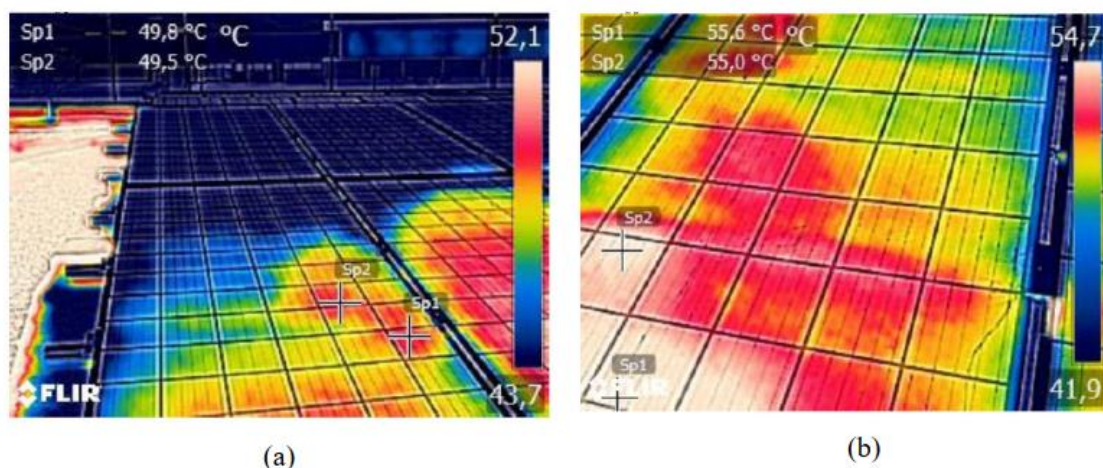 Sp1 49,8 °C °C 52,1
Sp2 49,5 °C
Sp2
Sp1
FLIR 43,7
(a)
Sp1 55,6 °C °C 54,7
Sp2 55,0 °C
Sp2
Sp1
FLIR 41,9
(b)